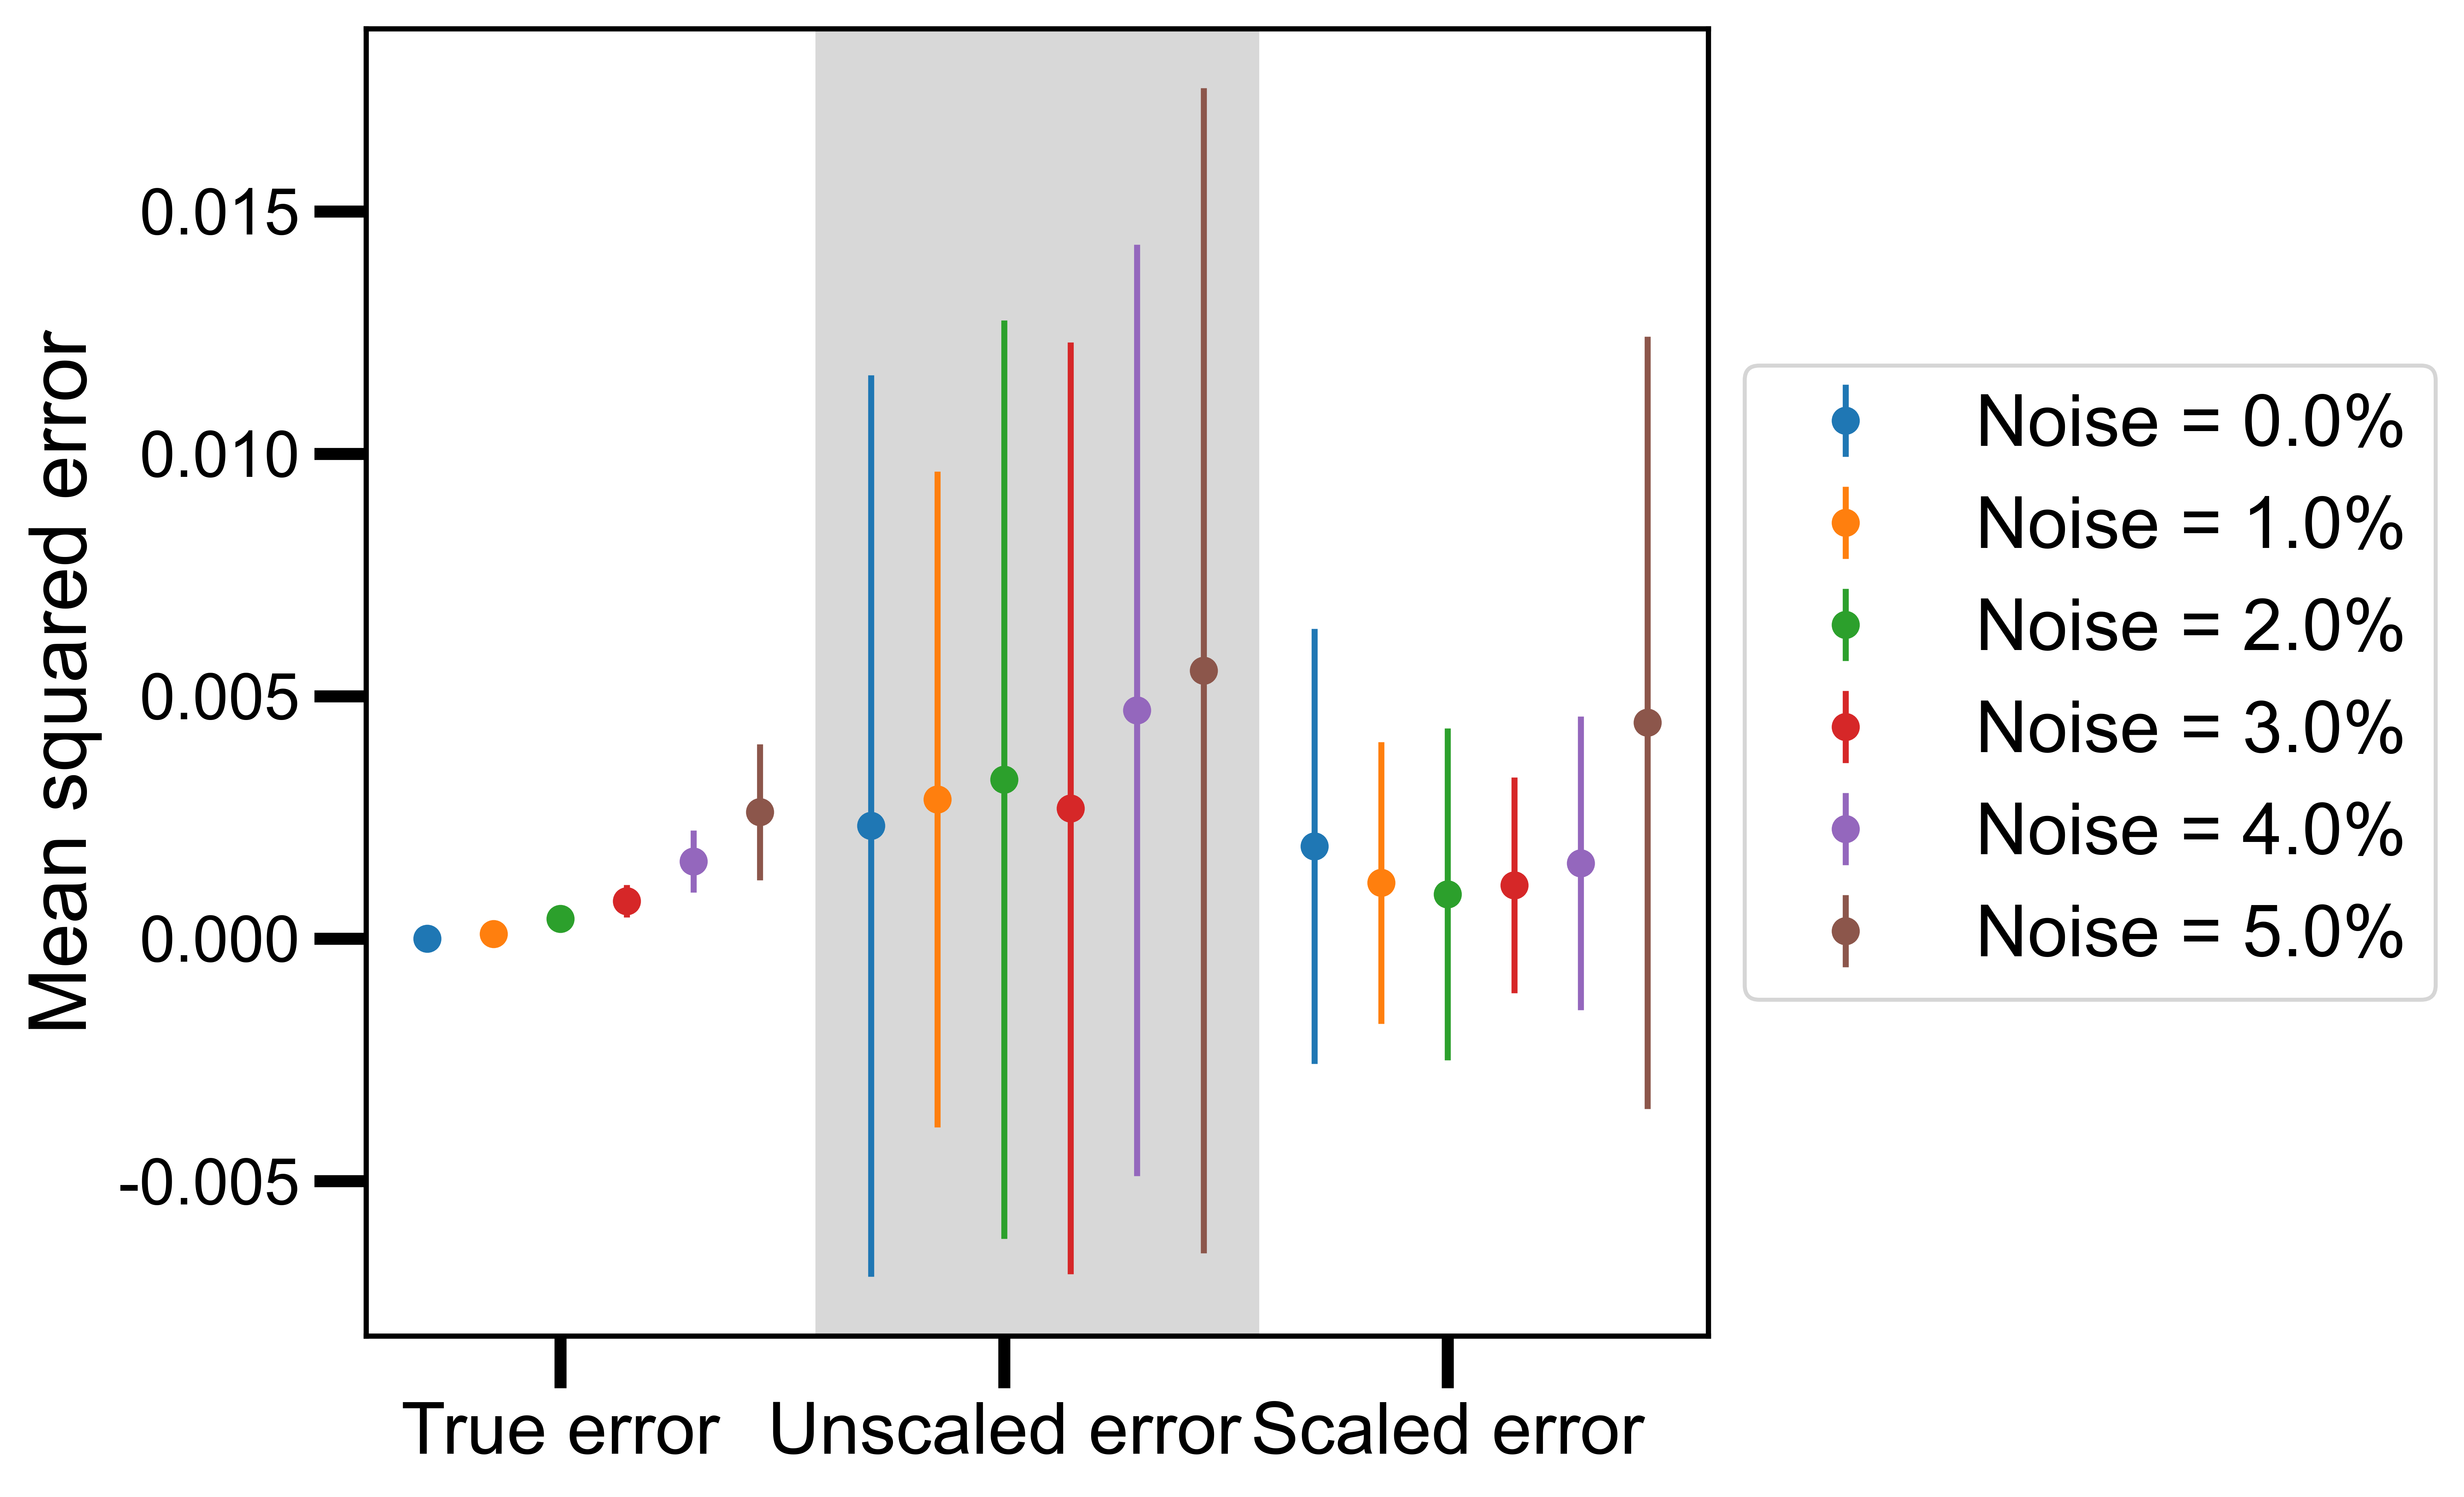 Mean squared error
0.015
0.010
0.005
0.000
-0.005
True error
Unscaled error
Scaled error
Noise = 0.0%
Noise = 1.0%
Noise = 2.0%
Noise = 3.0%
Noise = 4.0%
Noise = 5.0%